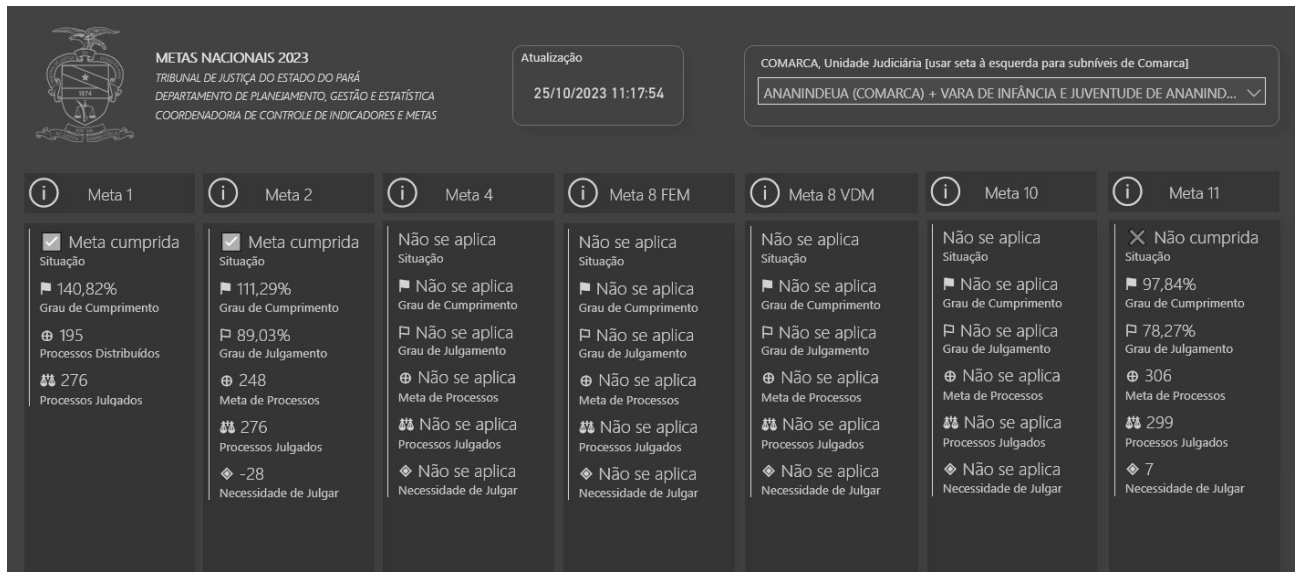 METAS NACIONAIS 2023
TRIBUNAL DE JUSTIÇA DO ESTADO DO PARÁ
DEPARTAMENTO DE PLANEJAMENTO, GESTÃO E ESTATÍSTICA
COORDENADORIA DE CONTROLE DE INDICADORES E METAS
1874
Atualização
25/10/2023 11:17:54
COMARCA, Unidade Judiciária [usar seta à esquerda para subníveis de Comarca]
ANANINDEUA (COMARCA) + VARA DE INFÂNCIA E JUVENTUDE DE ANANIND...
Meta 1
Meta cumprida
Situação
140,82%
Grau de Cumprimento
195
Processos Distribuídos
276
Processos Julgados
Meta 2
Meta cumprida
Situação
111,29%
Grau de Cumprimento
89,03%
Grau de Julgamento
248
Meta de Processos
276
Processos Julgados
-28
Necessidade de Julgar
Meta 4
Não se aplica
Situação
Não se aplica
Grau de Cumprimento
Não se aplica
Grau de Julgamento
Não se aplica
Meta de Processos
Não se aplica
Processos Julgados
Não se aplica
Necessidade de Julgar
Meta 8 FEM
Não se aplica
Situação
Não se aplica
Grau de Cumprimento
Não se aplica
Grau de Julgamento
Não se aplica
Meta de Processos
Não se aplica
Processos Julgados
Não se aplica
Necessidade de Julgar
Meta 8 VDM
Não se aplica
Situação
Não se aplica
Grau de Cumprimento
Não se aplica
Grau de Julgamento
Não se aplica
Meta de Processos
Não se aplica
Processos Julgados
Não se aplica
Necessidade de Julgar
Meta 10
Não se aplica
Situação
Não se aplica
Grau de Cumprimento
Não se aplica
Grau de Julgamento
Não se aplica
Meta de Processos
Não se aplica
Processos Julgados
Não se aplica
Necessidade de Julgar
Meta 11
Não cumprida
Situação
97,84%
Grau de Cumprimento
78,27%
Grau de Julgamento
306
Meta de Processos
299
Processos Julgados
7
Necessidade de Julgar